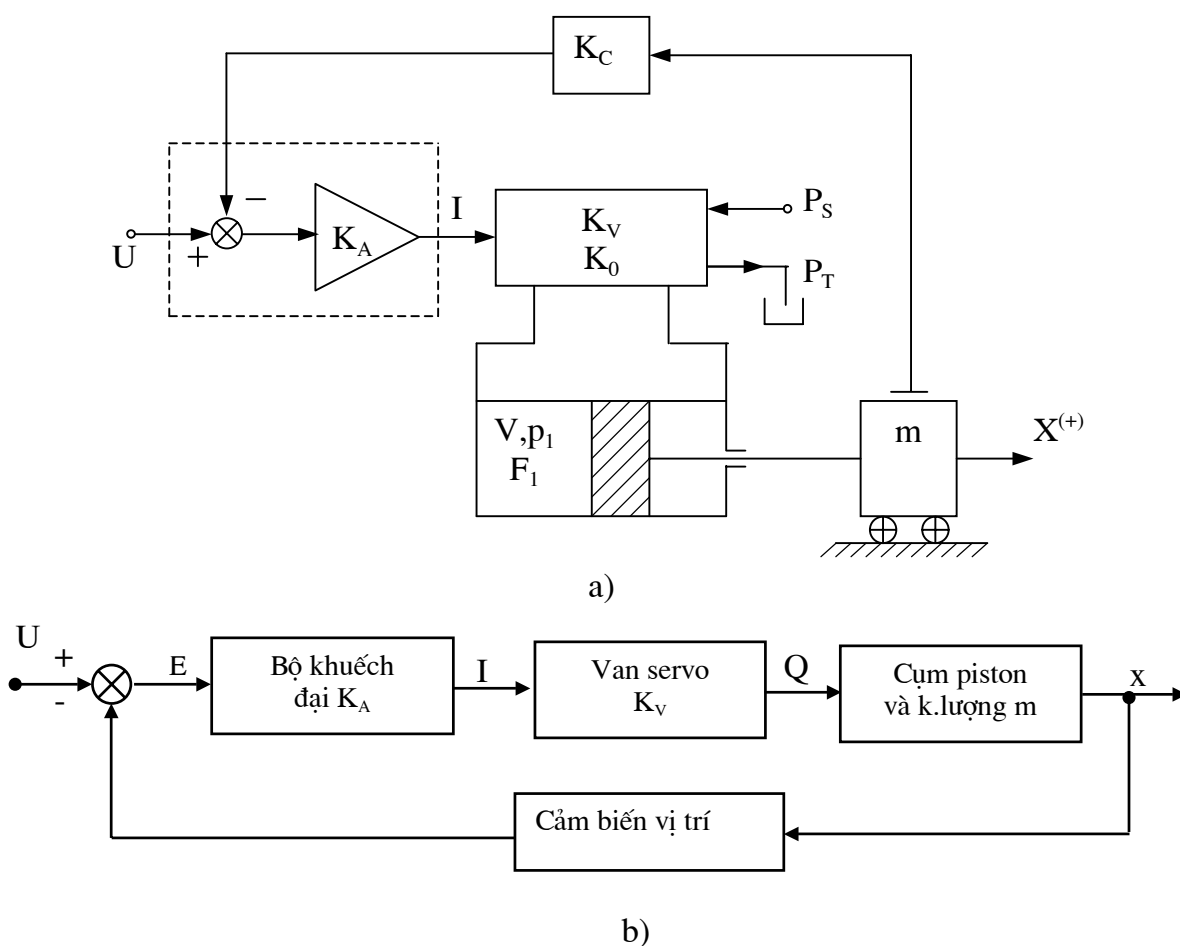 K_C
−
U
+
K_A
I
K_V
K_0
P_S
P_T
V,p_1
F_1
m
X^(+)
a)
U
+
-
E
Bộ khuếch
đại K_A
I
Van servo
K_V
Q
Cụm piston
và k.lượng m
x
Cảm biến vị trí
b)